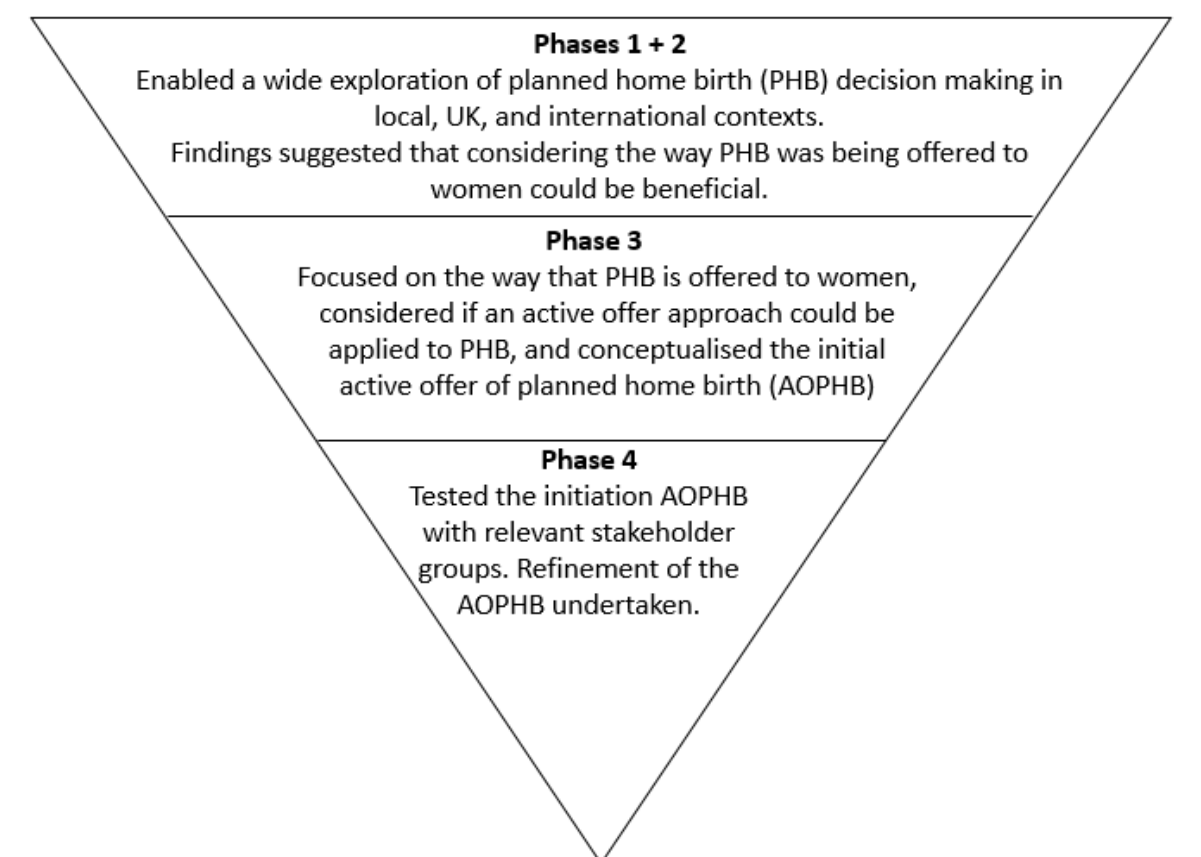 Phases 1 + 2
Enabled a wide exploration of planned home birth (PHB) decision making in
local, UK, and international contexts.
Findings suggested that considering the way PHB was being offered to
women could be beneficial.
Phase 3
Focused on the way that PHB is offered to women,
considered if an active offer approach could be
applied to PHB, and conceptualised the initial
active offer of planned home birth (AOPHB)
Phase 4
Tested the initiation AOPHB
with relevant stakeholder
groups. Refinement of the
AOPHB undertaken.